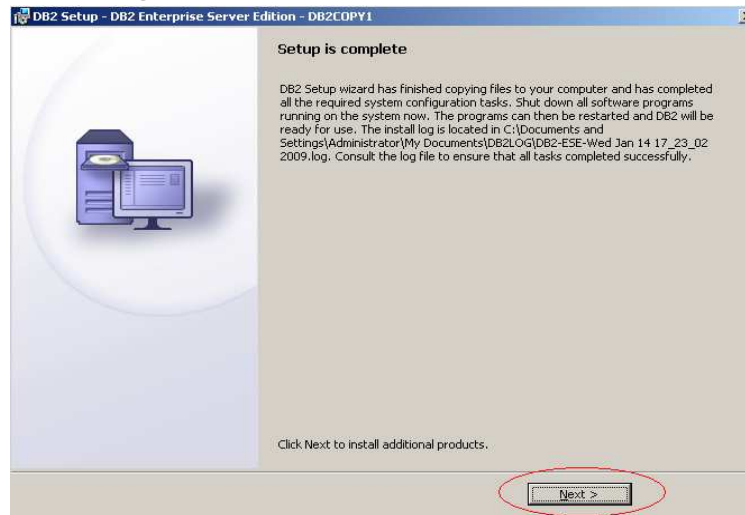 DB2 Setup - DB2 Enterprise Server Edition - DB2COPY1
Setup is complete
DB2 Setup wizard has finished copying files to your computer and has completed
all the required system configuration tasks. Shut down all software programs
running on the system now. The programs can then be restarted and DB2 will be
ready for use. The install log is located in C:\Documents and
Settings\Administrator\My Documents\DB2LOG\DB2-ESE-Wed Jan 14 17_23_02
2009.log. Consult the log file to ensure that all tasks completed successfully.
Click Next to install additional products.
Next >